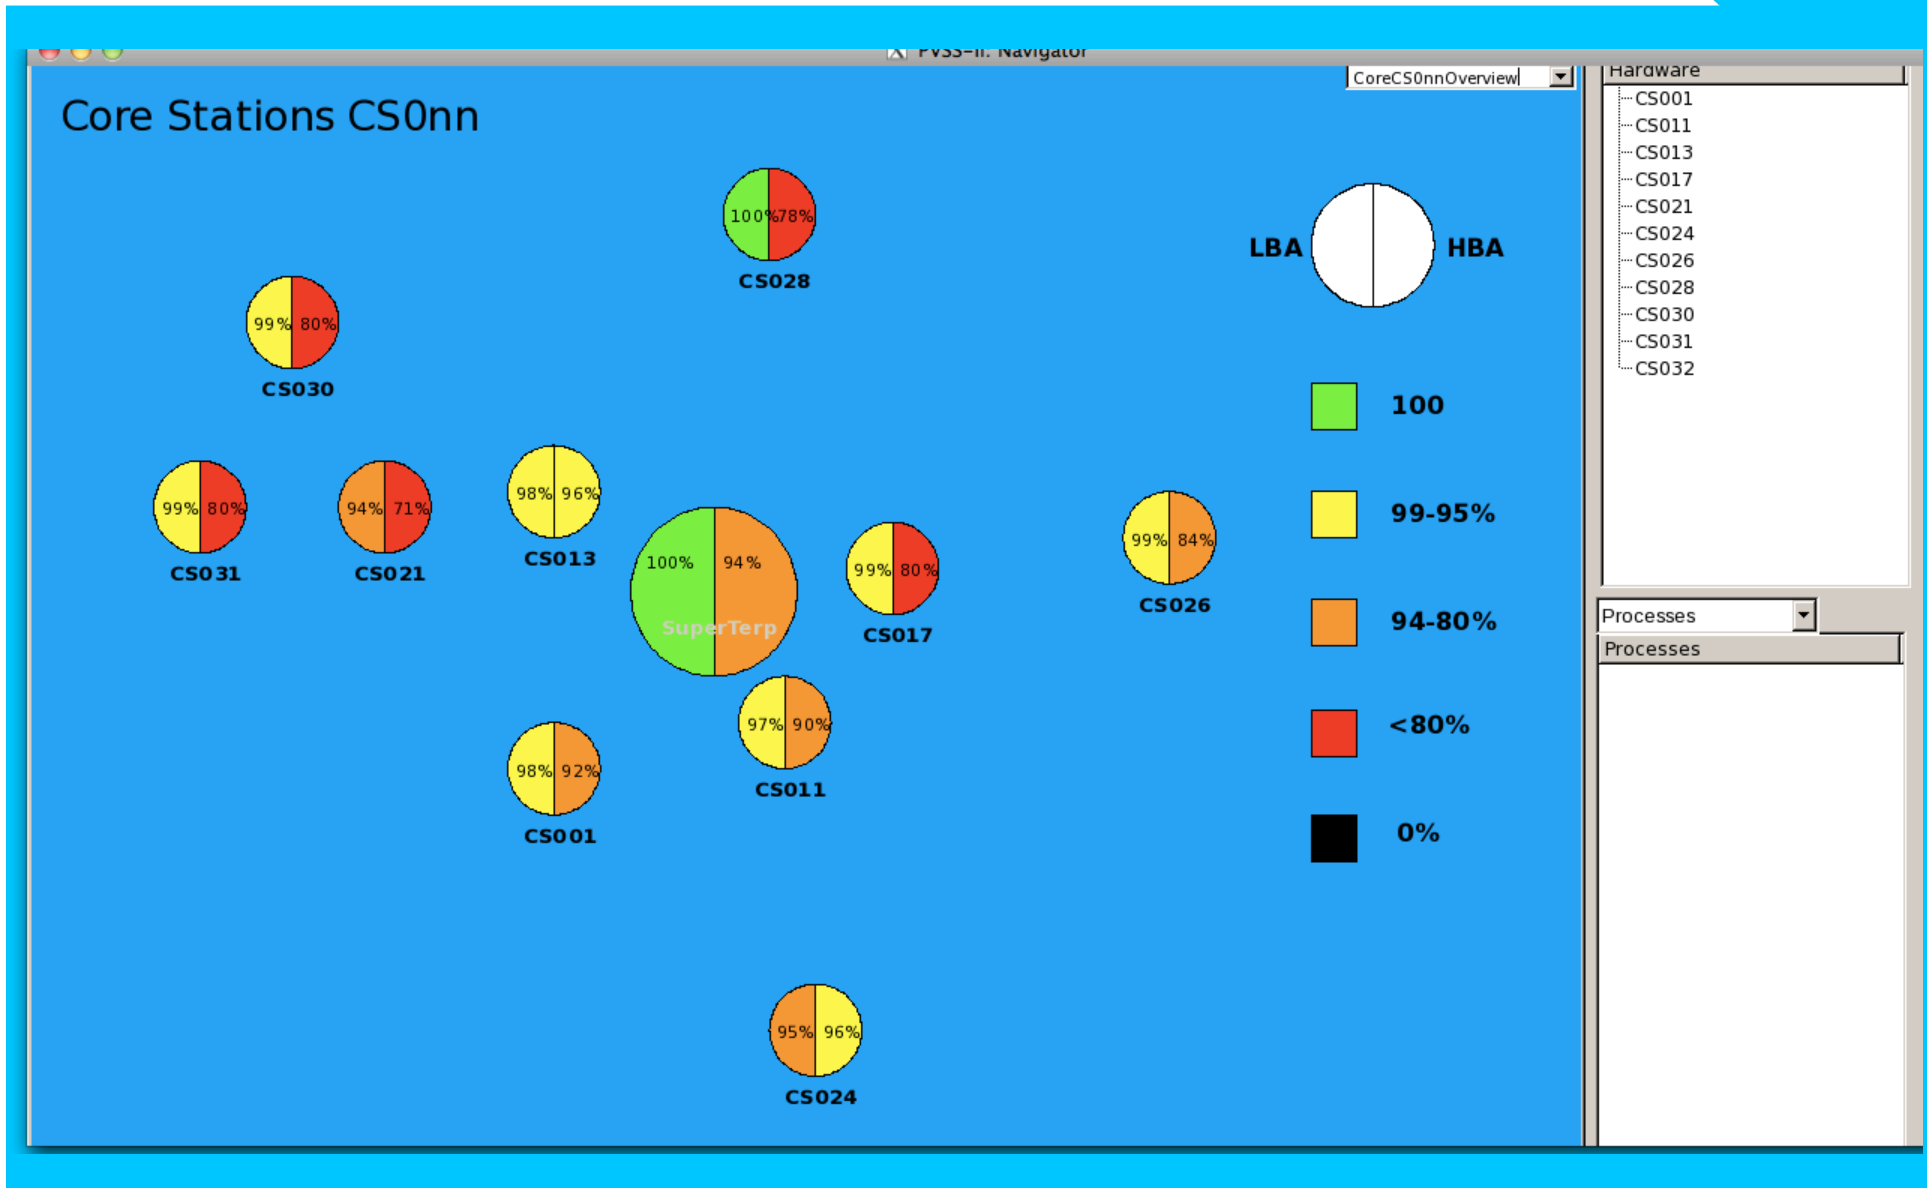 PVSS-II: Navigator
CoreCS0nnOverview
Core Stations CS0nn
100% 78%
CS028
LBA HBA
99% 80%
CS030
100
99% 80%
CS031
94% 71%
CS021
98% 96%
CS013
100% 94%
SuperTerp
99% 80%
CS017
99% 84%
CS026
99-95%
94-80%
97% 90%
CS011
98% 92%
CS001
<80%
0%
95% 96%
CS024
Hardware
CS001
CS011
CS013
CS017
CS021
CS024
CS026
CS028
CS030
CS031
CS032
Processes
Processes